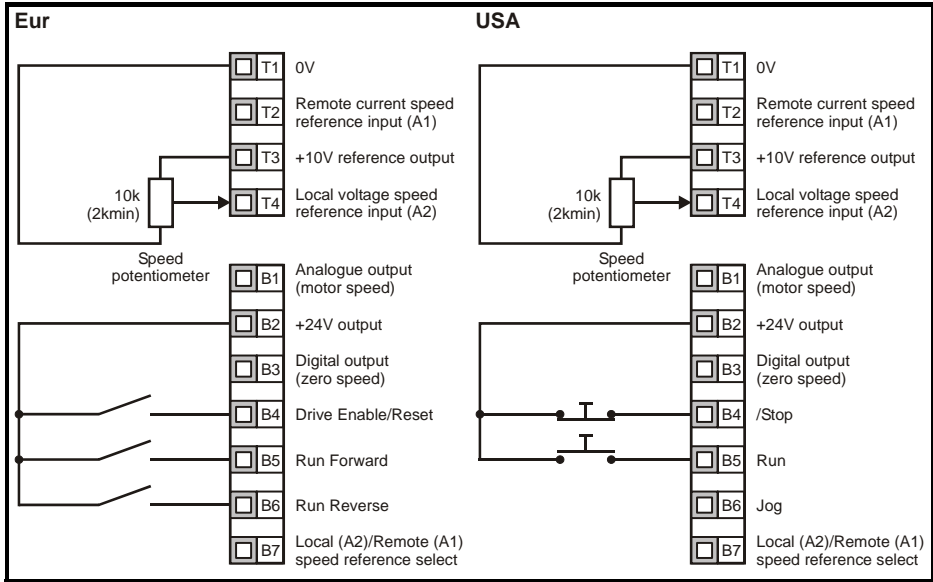 Eur
T1 0V
T2 Remote current speed
reference input (A1)
T3 +10V reference output
10k
(2kmin)
T4 Local voltage speed
reference input (A2)
Speed
potentiometer
B1 Analogue output
(motor speed)
B2 +24V output
B3 Digital output
(zero speed)
B4 Drive Enable/Reset
B5 Run Forward
B6 Run Reverse
B7 Local (A2)/Remote (A1)
speed reference select
USA
T1 0V
T2 Remote current speed
reference input (A1)
T3 +10V reference output
10k
(2kmin)
T4 Local voltage speed
reference input (A2)
Speed
potentiometer
B1 Analogue output
(motor speed)
B2 +24V output
B3 Digital output
(zero speed)
B4 /Stop
B5 Run
B6 Jog
B7 Local (A2)/Remote (A1)
speed reference select